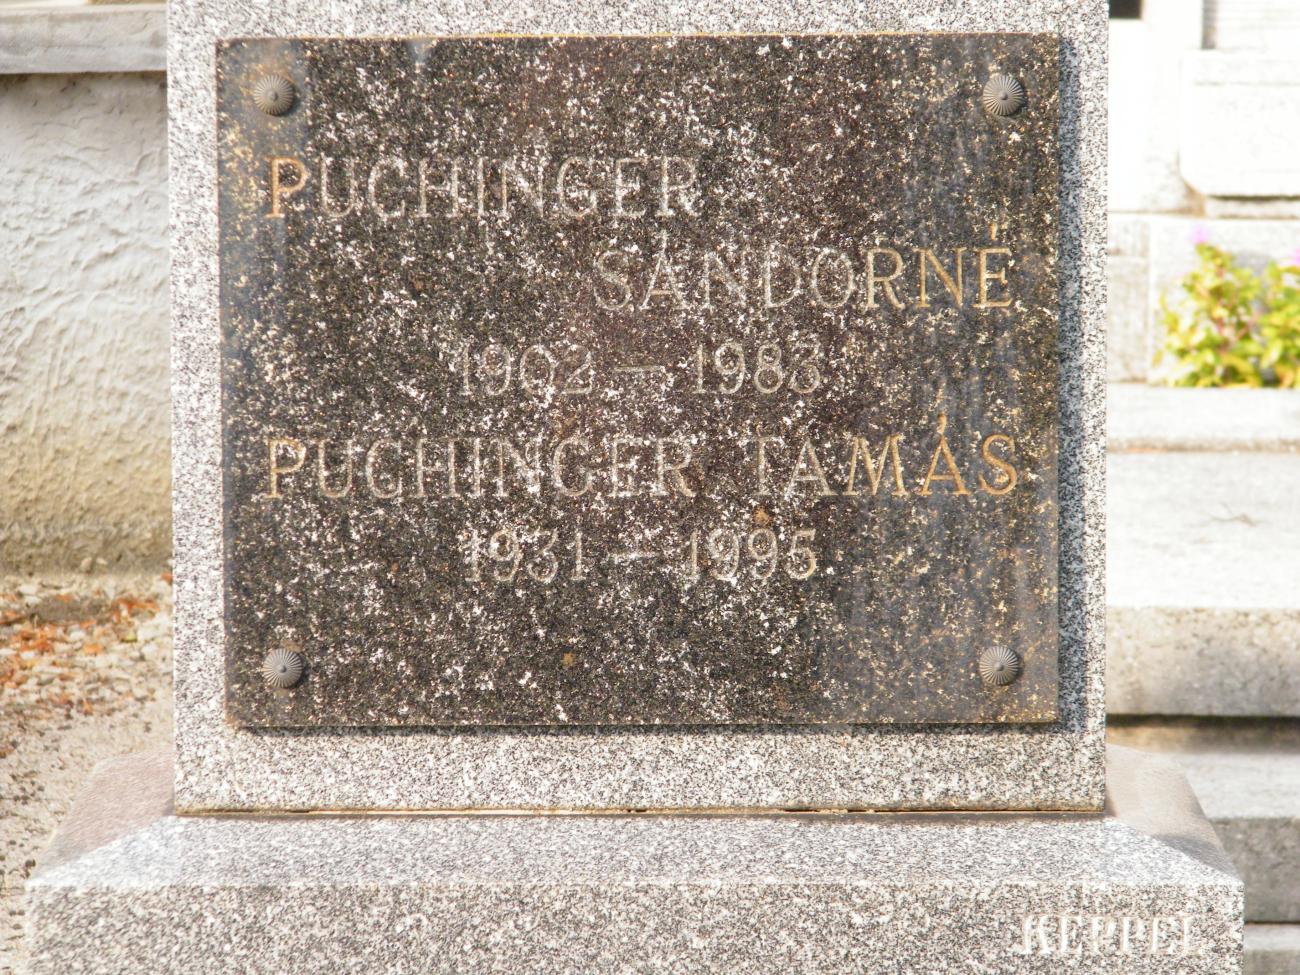 PUCHINGER
SÁNDORNÉ
1902 – 1983
PUCHINGER TAMÁS
1931 – 1995
KEPPEL